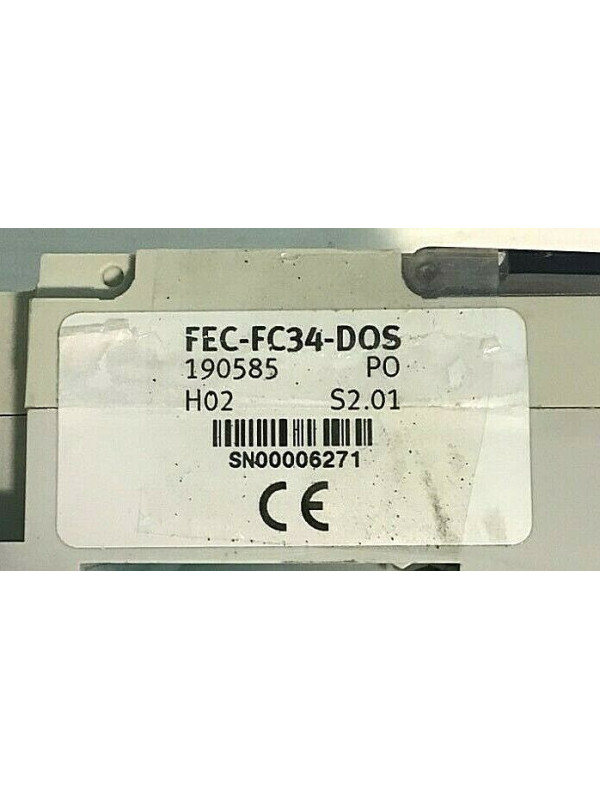 FEC-FC34-DOS
190585 PO
H02 S2.01
SN00006271
CE